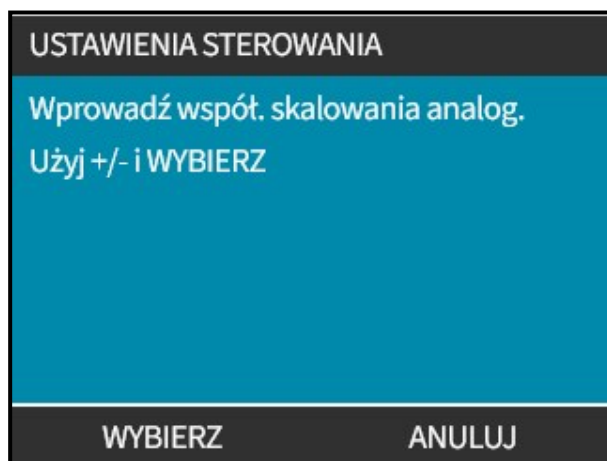 USTAWIENIA STEROWANIA
Wprowadź współ. skalowania analog.
Użyj +/- i WYBIERZ
WYBIERZ ANULUJ